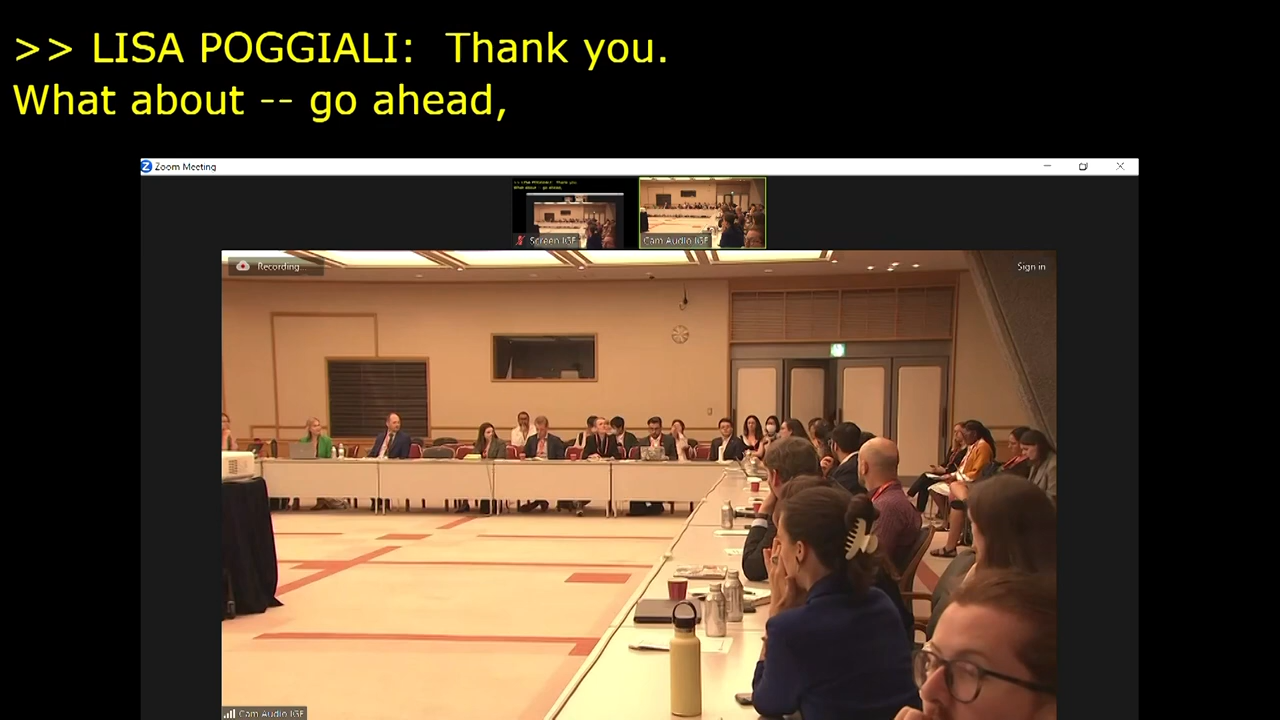 >> LISA POGGIALI:  Thank you.
What about -- go ahead,
Zoom Meeting
Screen IGF
Cam Audio IGF
Recording
Sign in
Cam Audio IGF